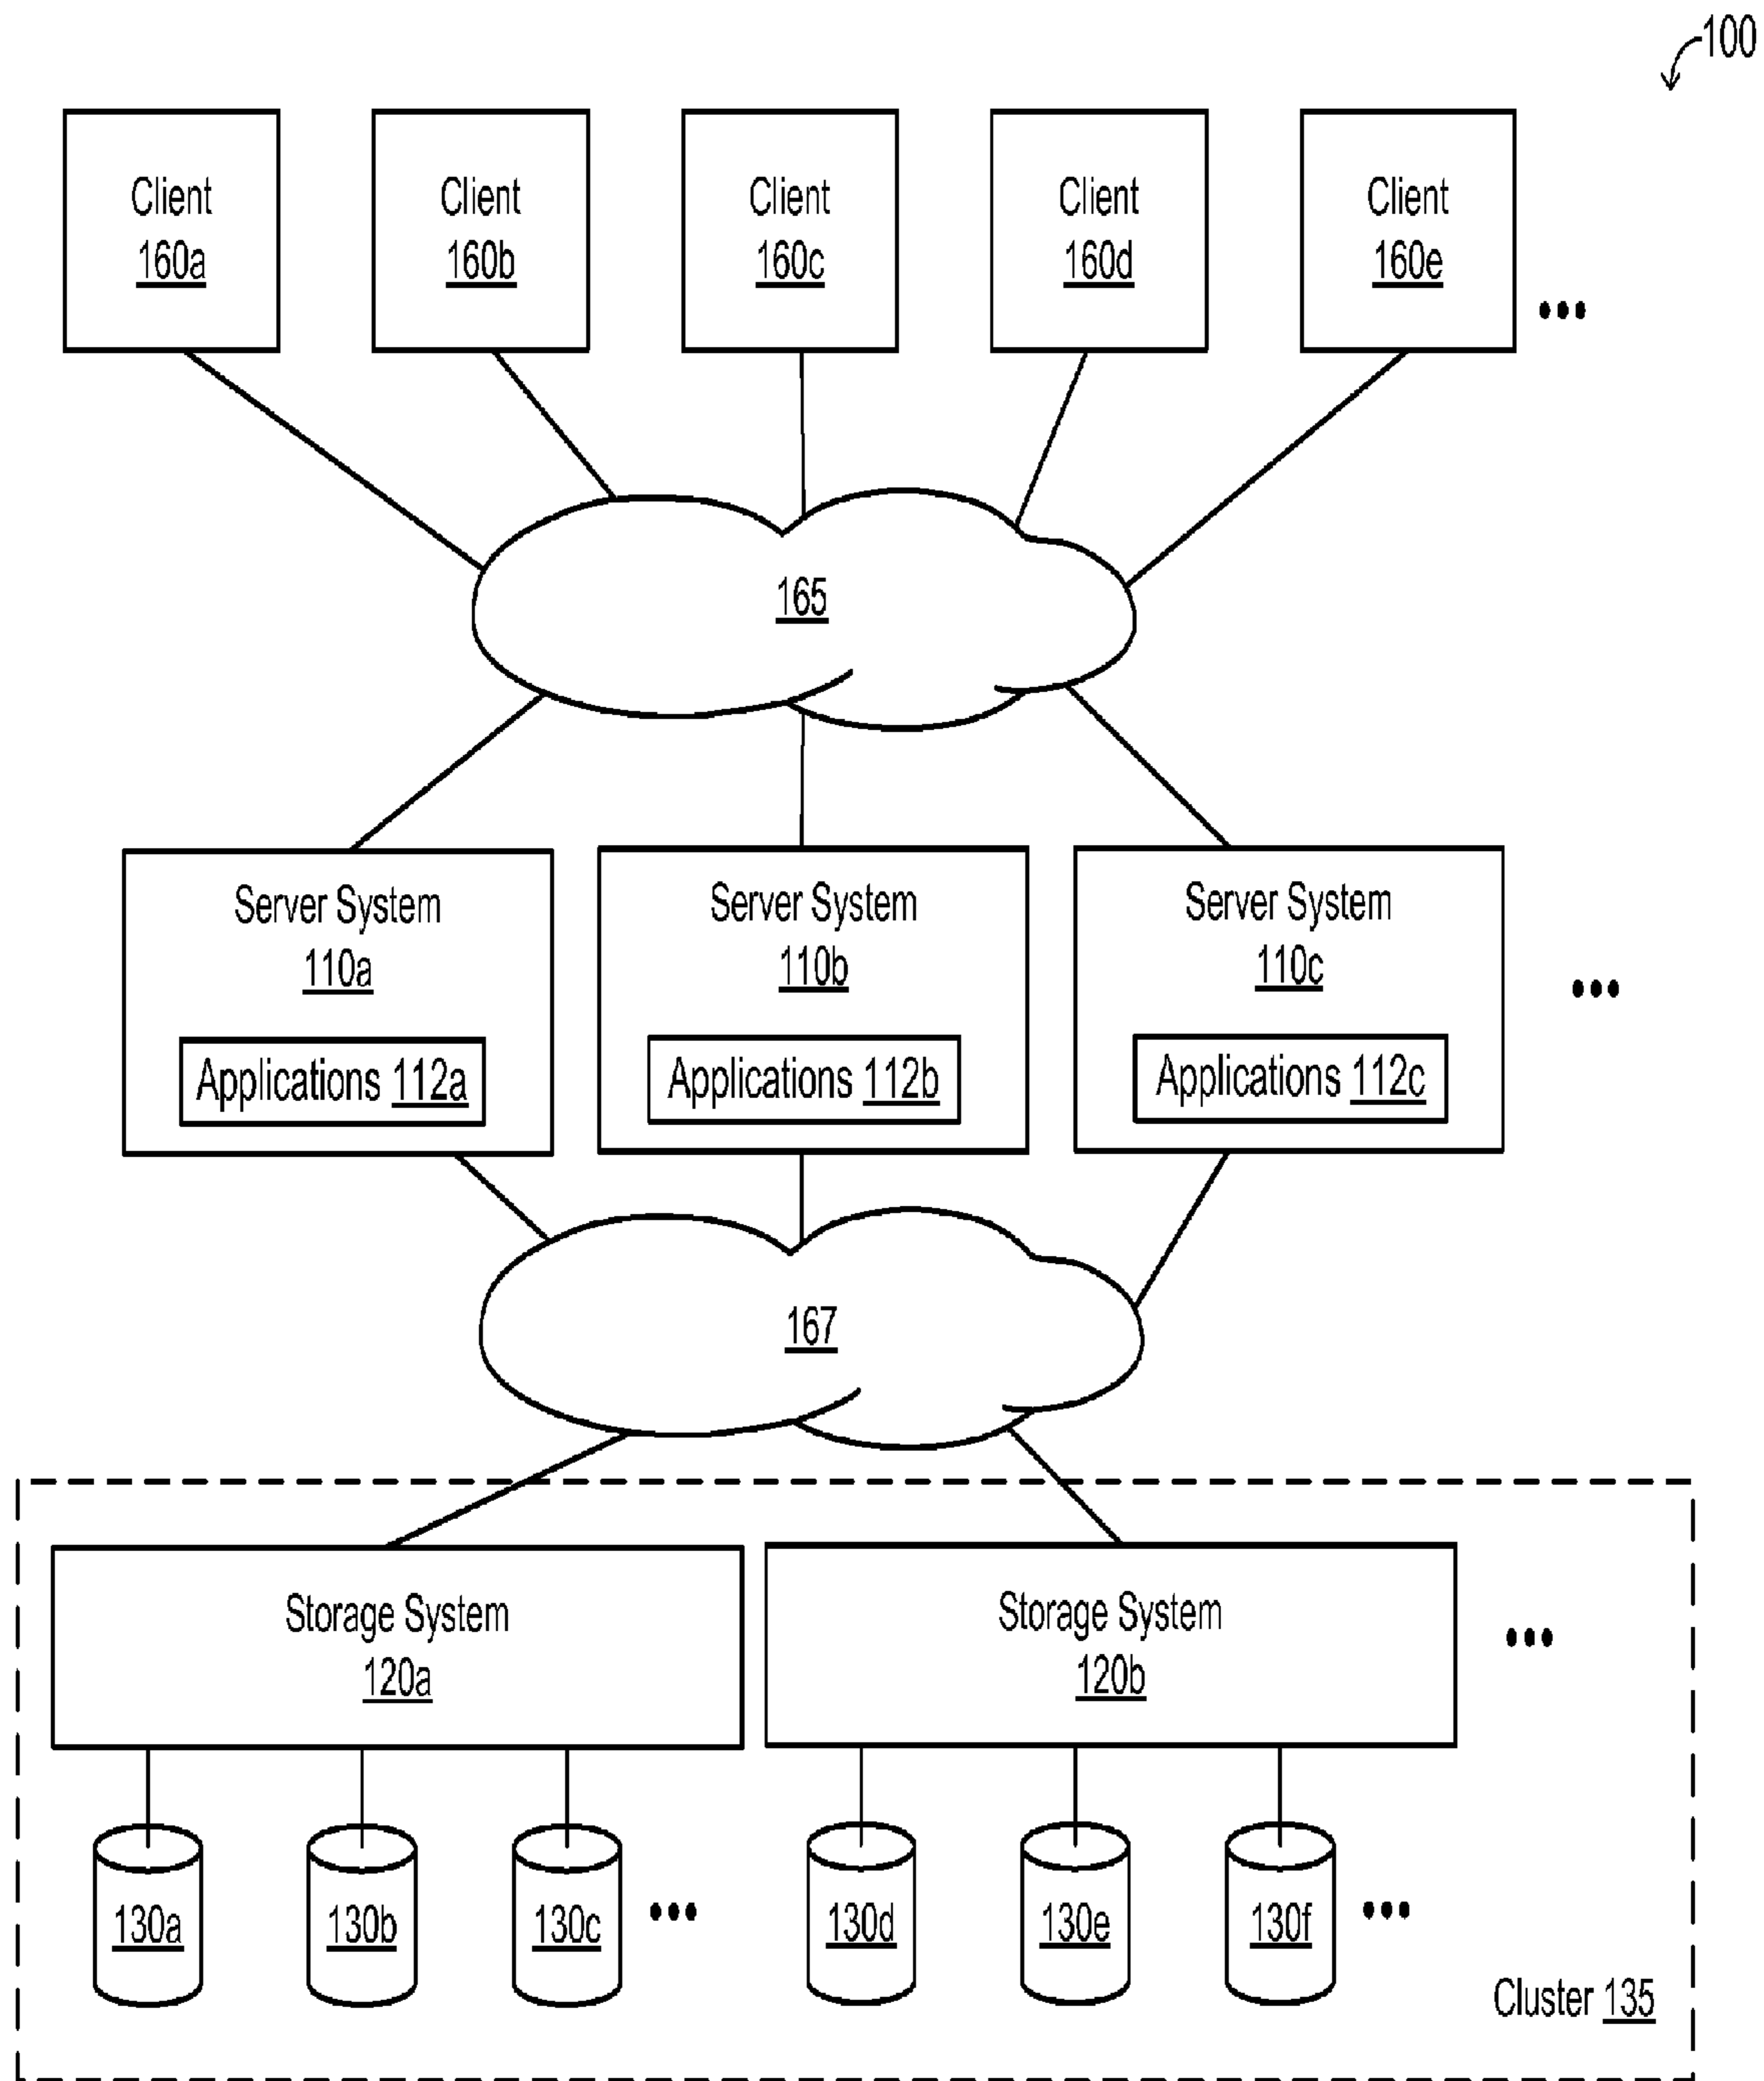 100
Client
160a
Client
160b
Client
160c
Client
160d
Client
160e
165
Server System
110a
Applications 112a
Server System
110b
Applications 112b
Server System
110c
Applications 112c
167
Storage System
120a
Storage System
120b
130a
130b
130c
130d
130e
130f
Cluster 135